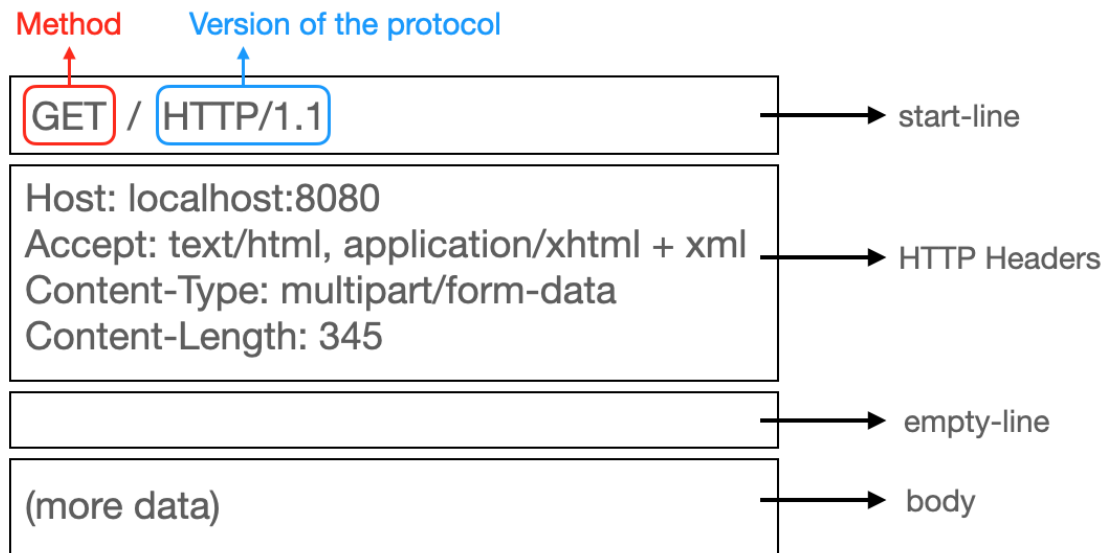 Method
Version of the protocol
GET / HTTP/1.1
start-line
Host: localhost:8080
Accept: text/html, application/xhtml + xml
Content-Type: multipart/form-data
Content-Length: 345
HTTP Headers
empty-line
(more data)
body